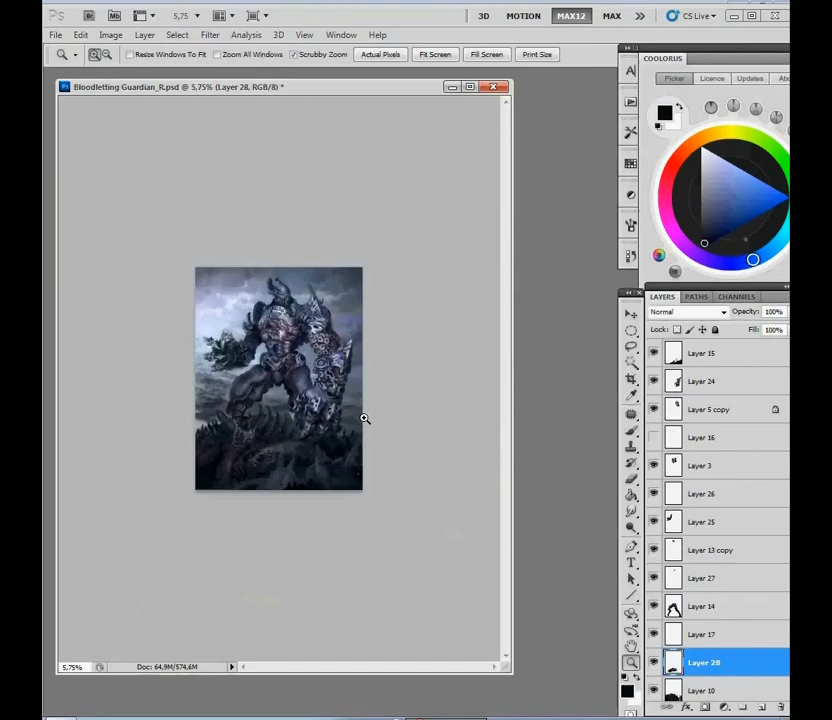 Ps Br Mb 5,75 3D MOTION MAX12 MAX CS Live
File Edit Image Layer Select Filter Analysis 3D View Window Help
Resize Windows To Fit Zoom All Windows Scrubby Zoom Actual Pixels Fit Screen Fill Screen Print Size
Bloodletting Guardian_R.psd @ 5,75% (Layer 28, RGB/8) *
COOLORUS
Picker Licence Updates
LAYERS PATHS CHANNELS
Normal Opacity: 100%
Lock: Fill: 100%
Layer 15
Layer 24
Layer 5 copy
Layer 16
Layer 3
Layer 26
Layer 25
Layer 13 copy
Layer 27
Layer 14
Layer 17
Layer 28
Layer 10
5,75% Doc: 64,9M/574,6M